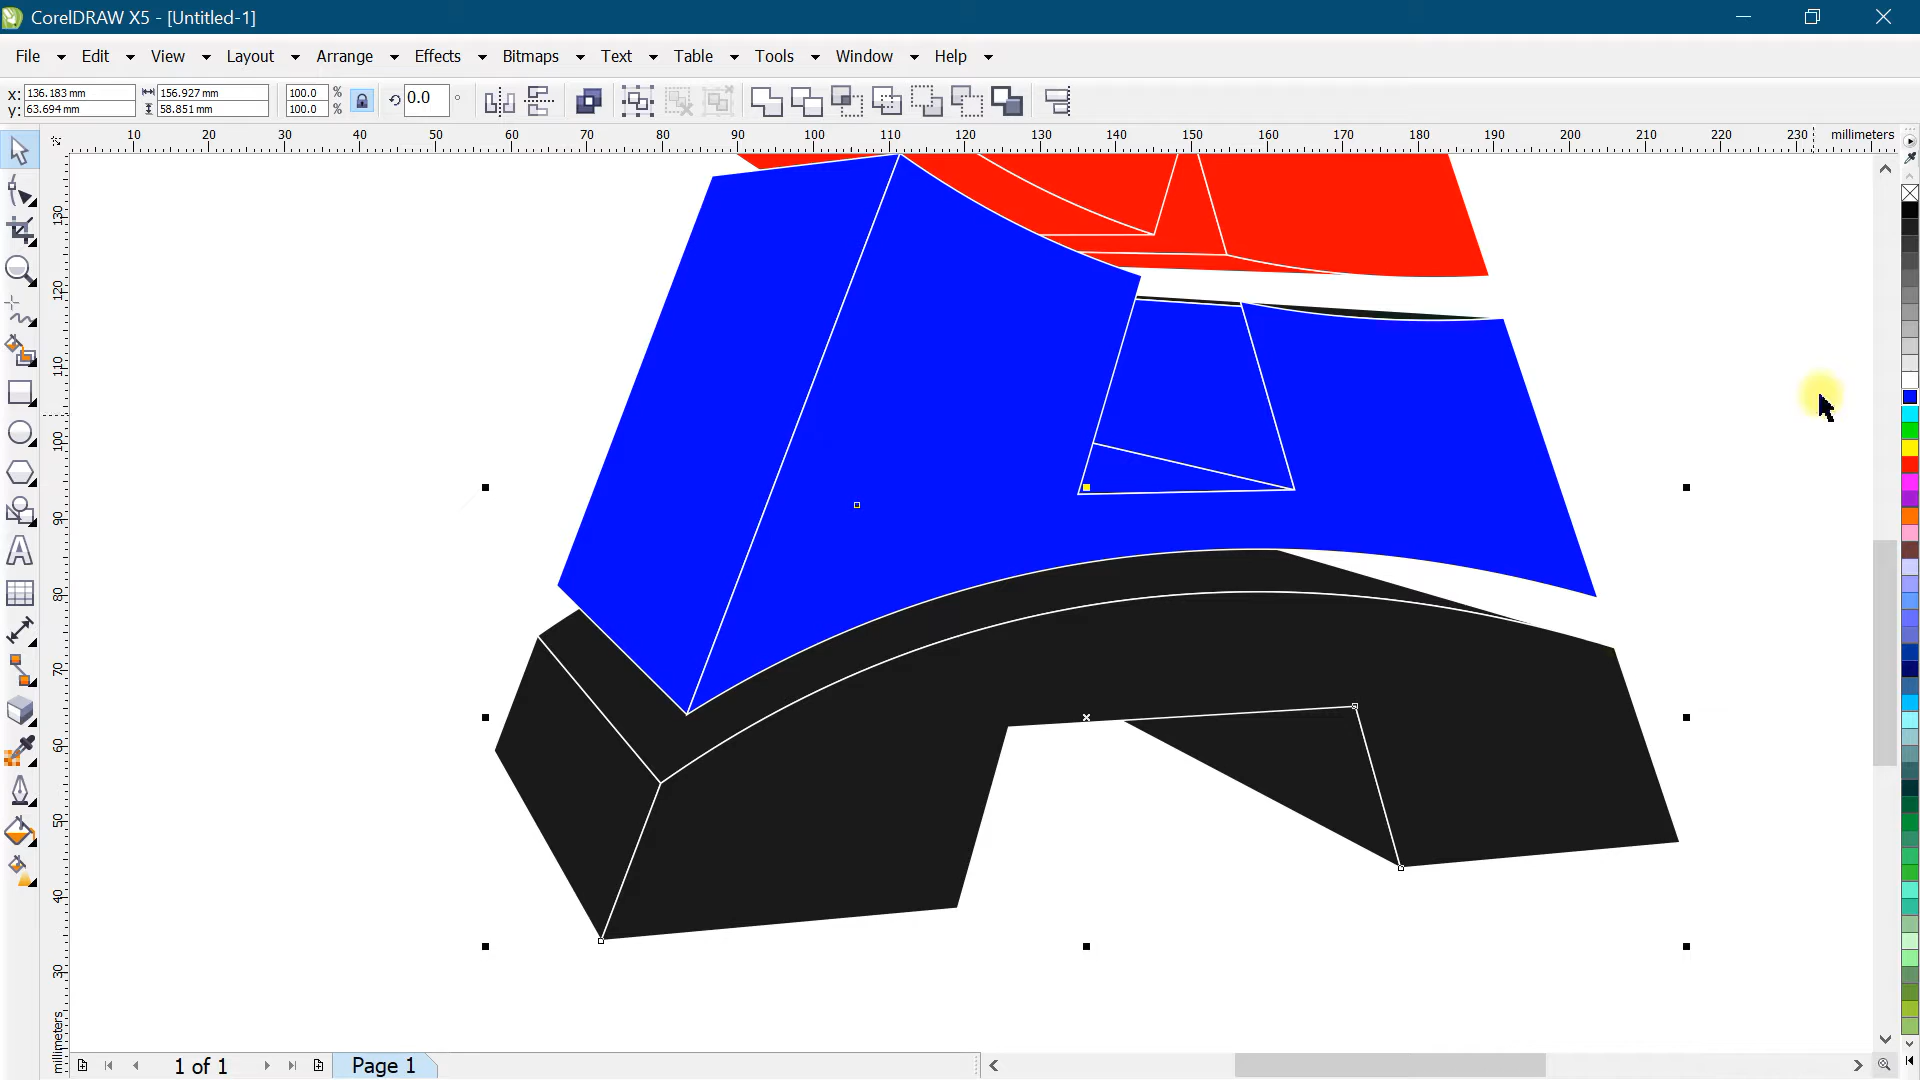 CorelDRAW X5 - [Untitled-1]
File Edit View Layout Arrange Effects Bitmaps Text Table Tools Window Help
x: 136.183 mm 156.927 mm 100.0 % 0.0 °
y: 63.694 mm 58.851 mm 100.0 %
10 20 30 40 50 60 70 80 90 100 110 120 130 140 150 160 170 180 190 200 210 220 230 millimeters
130
120
110
100
90
80
70
60
50
40
30
millimeters
1 of 1 Page 1